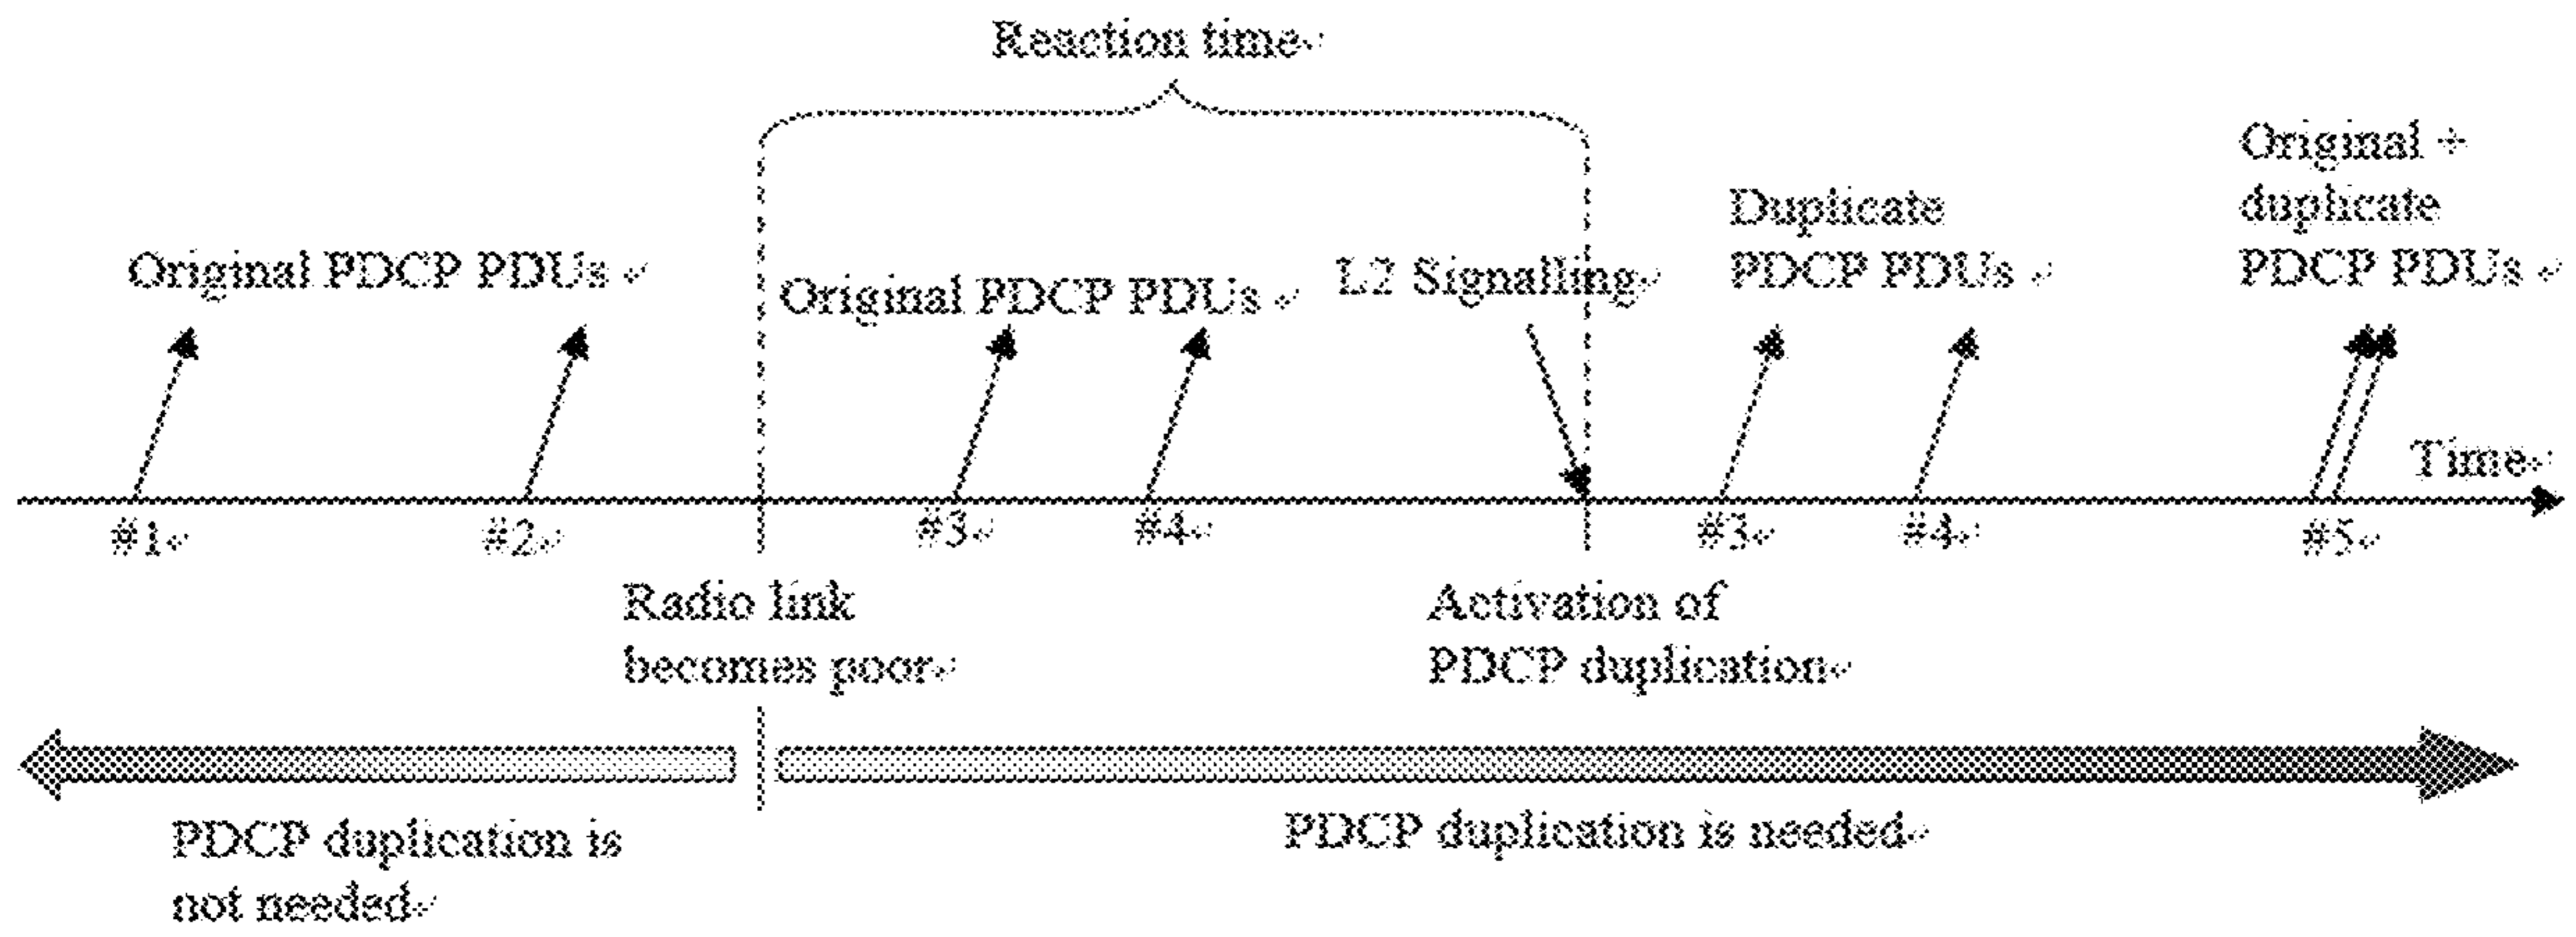 Reaction time
Original +
duplicate
PDCP PDUs
Duplicate
PDCP PDUs
Original PDCP PDUs
Original PDCP PDUs
L2 Signalling
Time
#1
#2
#3
#4
#3
#4
#5
Radio link
becomes poor
Activation of
PDCP duplication
PDCP duplication is
not needed
PDCP duplication is needed